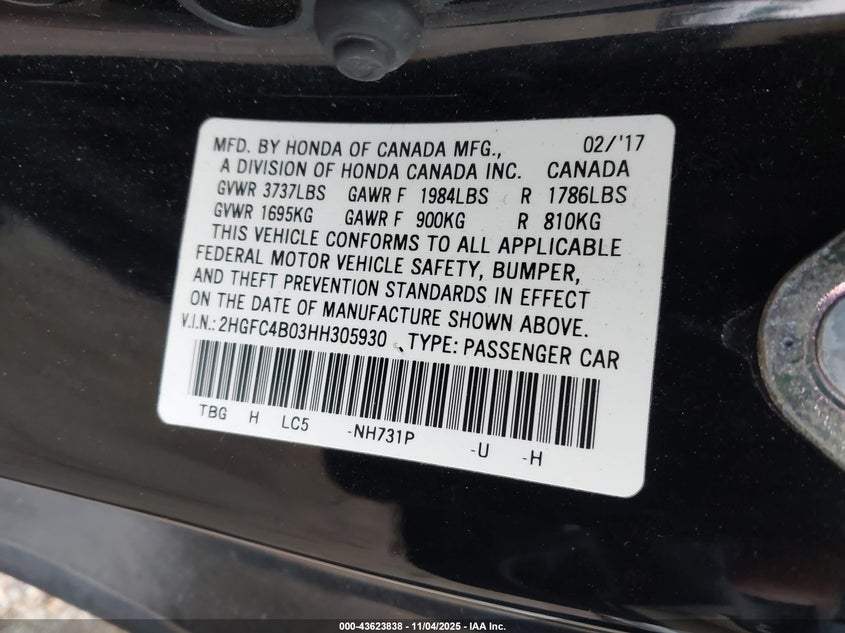 MFD. BY HONDA OF CANADA MFG., 02/'17
A DIVISION OF HONDA CANADA INC. CANADA
GVWR 3737LBS GAWR F 1984LBS R 1786LBS
GVWR 1695KG GAWR F 900KG R 810KG
THIS VEHICLE CONFORMS TO ALL APPLICABLE
FEDERAL MOTOR VEHICLE SAFETY, BUMPER,
AND THEFT PREVENTION STANDARDS IN EFFECT
ON THE DATE OF MANUFACTURE SHOWN ABOVE.
V.I.N.: 2HGFC4B03HH305930 TYPE: PASSENGER CAR
TBG H LC5 -NH731P -U -H
000-43623838 - 11/04/2025 - IAA Inc.